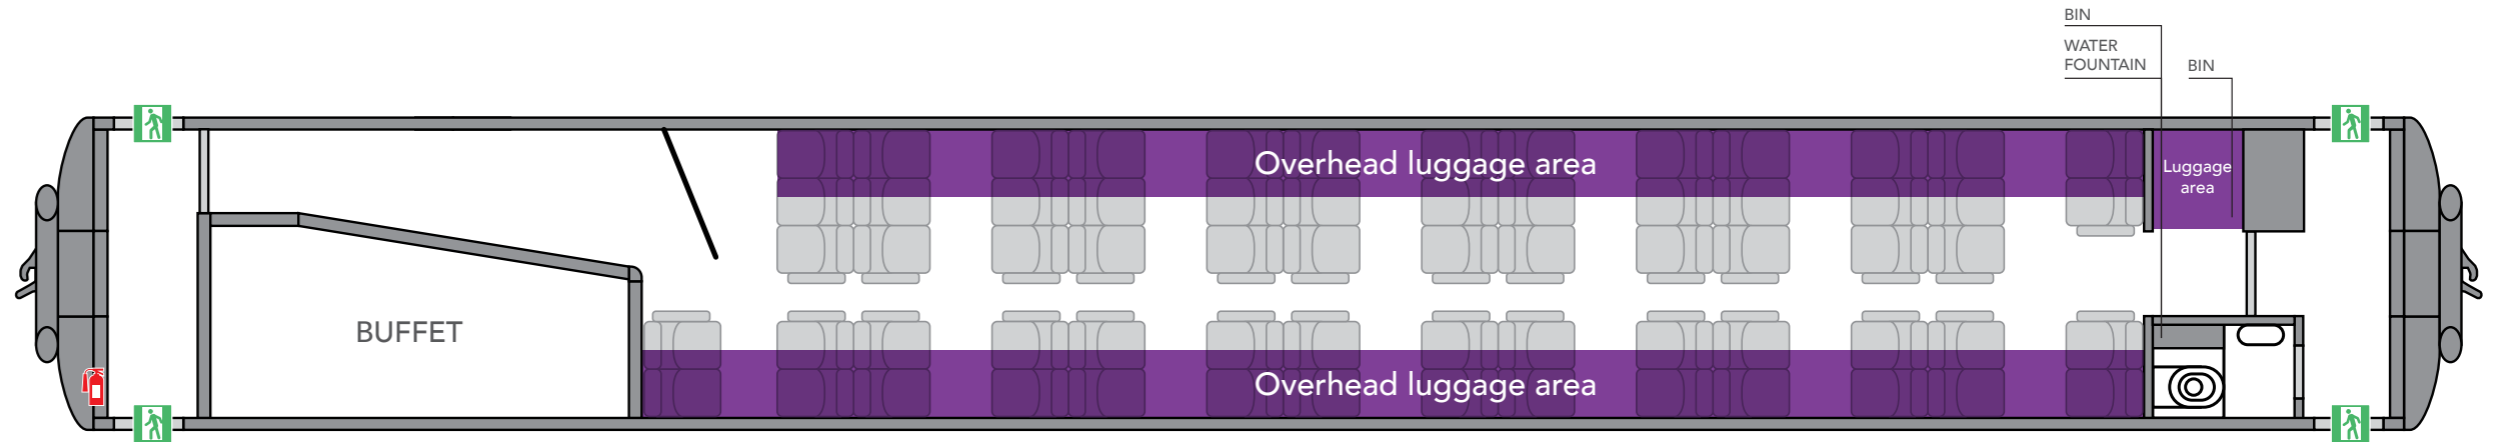 BIN
WATER
FOUNTAIN
BIN
Overhead luggage area
Luggage
area
BUFFET
Overhead luggage area